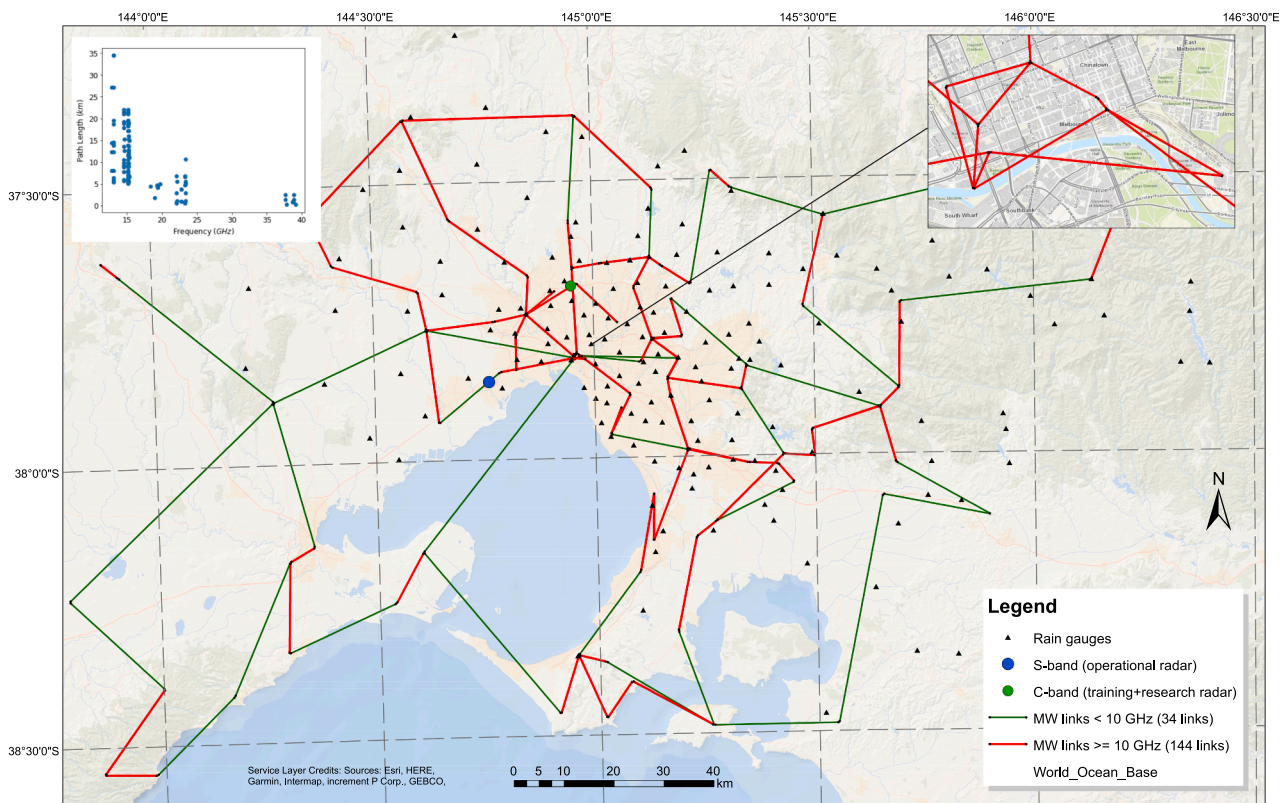 144°0'0"E
144°30'0"E
145°0'0"E
145°30'0"E
146°0'0"E
146°30'0"E
37°30'0"S
38°0'0"S
38°30'0"S
35
30
25
20
15
10
5
0
Path Length (km)
15
20
25
30
35
40
Frequency (GHz)
East
Melbourne
Chinatown
Melbourne
Jolimo
South Wharf
Southbank
N
Legend
Rain gauges
S-band (operational radar)
C-band (training+research radar)
MW links < 10 GHz (34 links)
MW links >= 10 GHz (144 links)
World_Ocean_Base
Service Layer Credits: Sources: Esri, HERE,
Garmin, Intermap, increment P Corp., GEBCO,
0 5 10 20 30 40
km